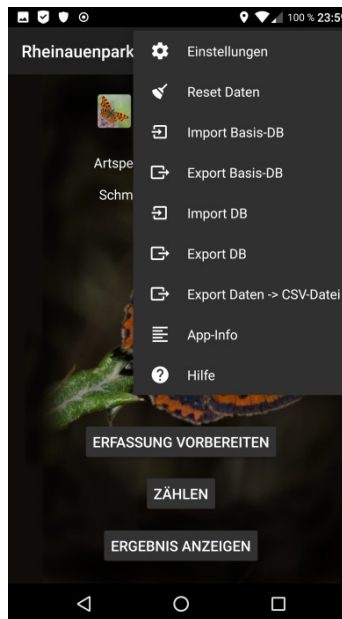 100 % 23:59
Rheinauenpark
Einstellungen
Reset Daten
Import Basis-DB
Artspe
Export Basis-DB
Schm
Import DB
Export DB
Export Daten -> CSV-Datei
App-Info
Hilfe
ERFASSUNG VORBEREITEN
ZÄHLEN
ERGEBNIS ANZEIGEN